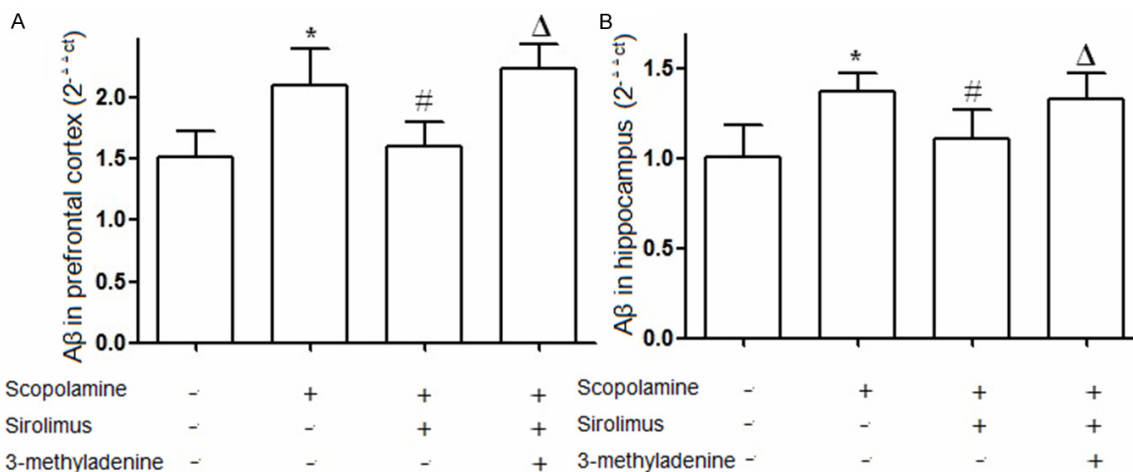 A
Aβ in prefrontal cortex (2-ΔΔct)
2.0
1.5
1.0
0.5
0.0
* # Δ
Scopolamine - + + +
Sirolimus - - + +
3-methyladenine - - - +
B
Aβ in hippocampus (2-ΔΔct)
1.5
1.0
0.5
0.0
* # Δ
Scopolamine - + + +
Sirolimus - - + +
3-methyladenine - - - +